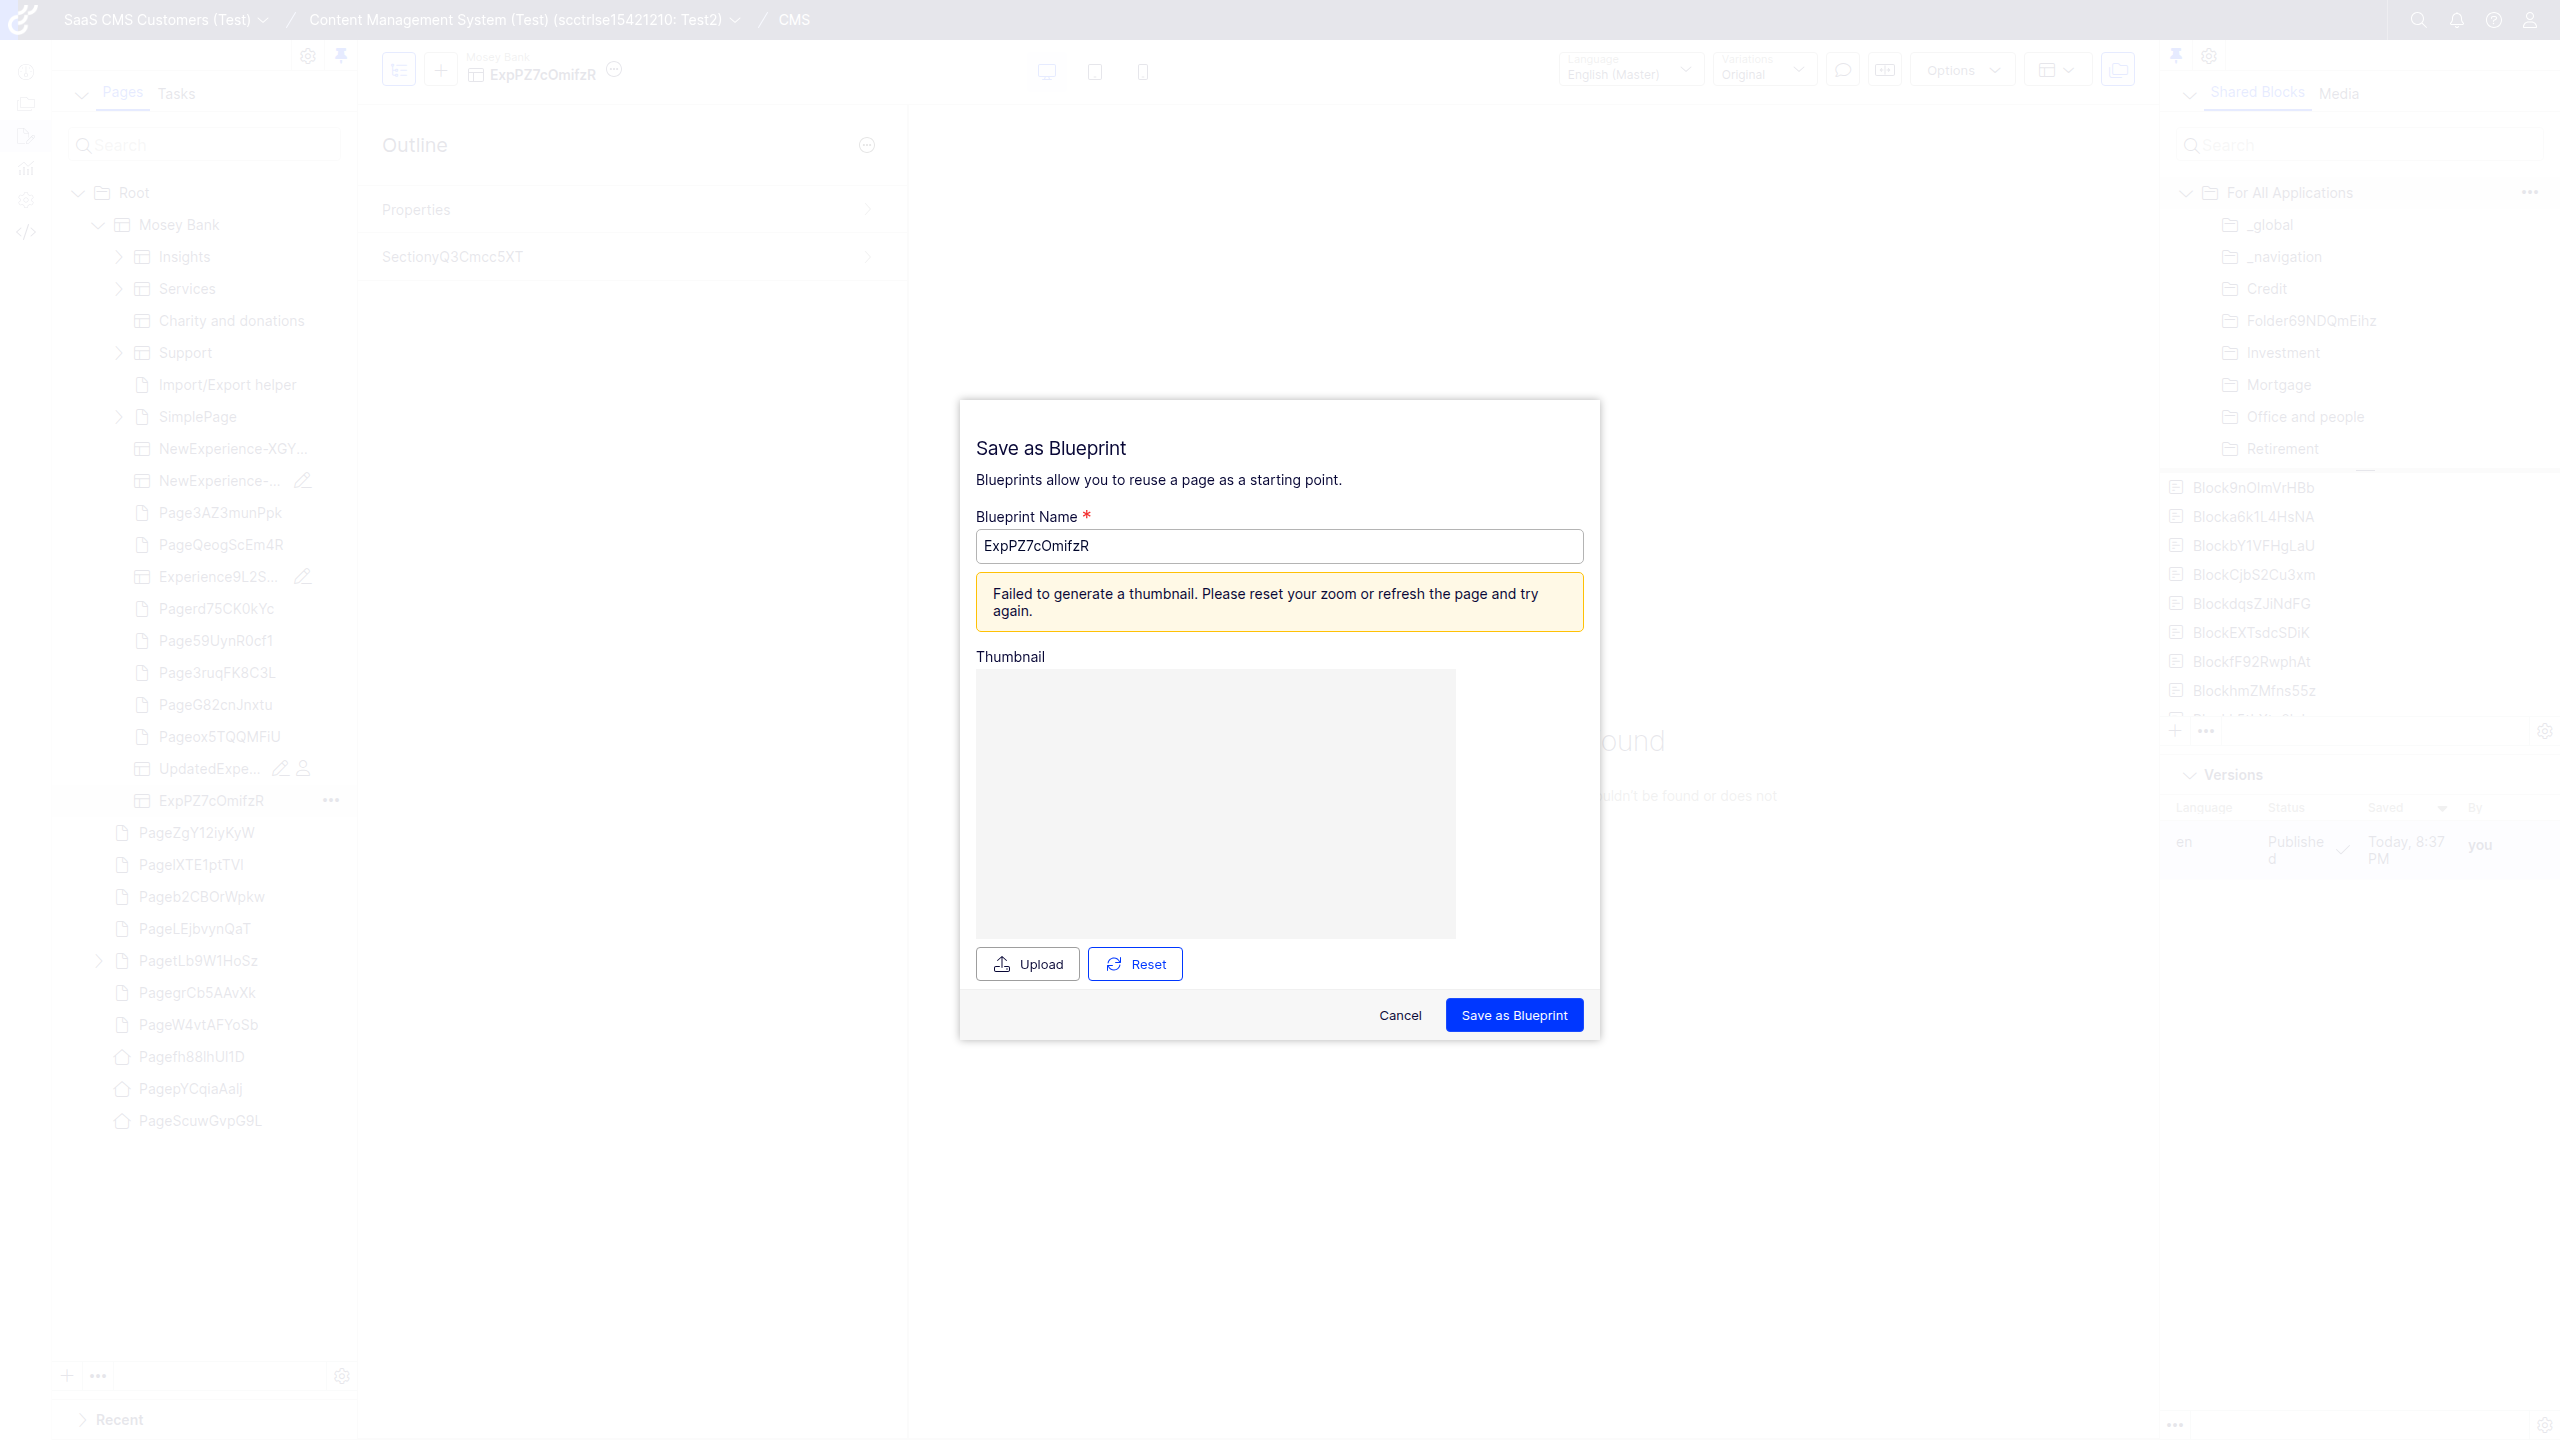 SaaS CMS Customers (Test) / Content Management System (Test) (scctrlse15421210: Test2) / CMS
Pages Tasks
Search
Root
Mosey Bank
Insights
Services
Charity and donations
Support
Import/Export helper
SimplePage
NewExperience-XGY...
NewExperience-...
Page3AZ3munPpk
PageQeogScEm4R
Experience9L2S...
Pagerd75CK0kYc
Page59UynR0cf1
Page3ruqFK8C3L
PageG82cnJnxtu
Pageox5TQQMFiU
UpdatedExpe...
ExpPZ7cOmifzR
PageZgY12iyKyW
Pageb2CBOrWpkw
PageLEjbvynQaT
PagetLb9W1HoSz
PagegrCb5AAvXk
PageW4vtAFYoSb
PageScuwGvpG9L
Recent
Mosey Bank
ExpPZ7cOmifzR
Language
English (Master)
Variations
Original
Options
Outline
Properties
SectionyQ3Cmcc5XT
Save as Blueprint
Blueprints allow you to reuse a page as a starting point.
Blueprint Name *
ExpPZ7cOmifzR
Failed to generate a thumbnail. Please reset your zoom or refresh the page and try
again.
Thumbnail
Upload
Reset
Cancel
Save as Blueprint
ound
be found or does not
Shared Blocks Media
Search
For All Applications
_global
_navigation
Credit
Folder69NDQmEihz
Investment
Mortgage
Office and people
Retirement
Block9nOlmVrHBb
Blocka6k1L4HsNA
BlockbY1VFHgLaU
BlockCjbS2Cu3xm
BlockdqsZJiNdFG
BlockEXTsdcSDiK
BlockfF92RwphAt
BlockhmZMfns55z
Versions
Language Status Saved By
en Publishe Today, 8:37 you
d PM